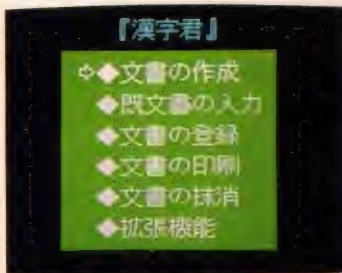 『漢字君』
⇨◆文書の作成
◆既文書の入力
◆文書の登録
◆文書の印刷
◆文書の抹消
◆拡張機能